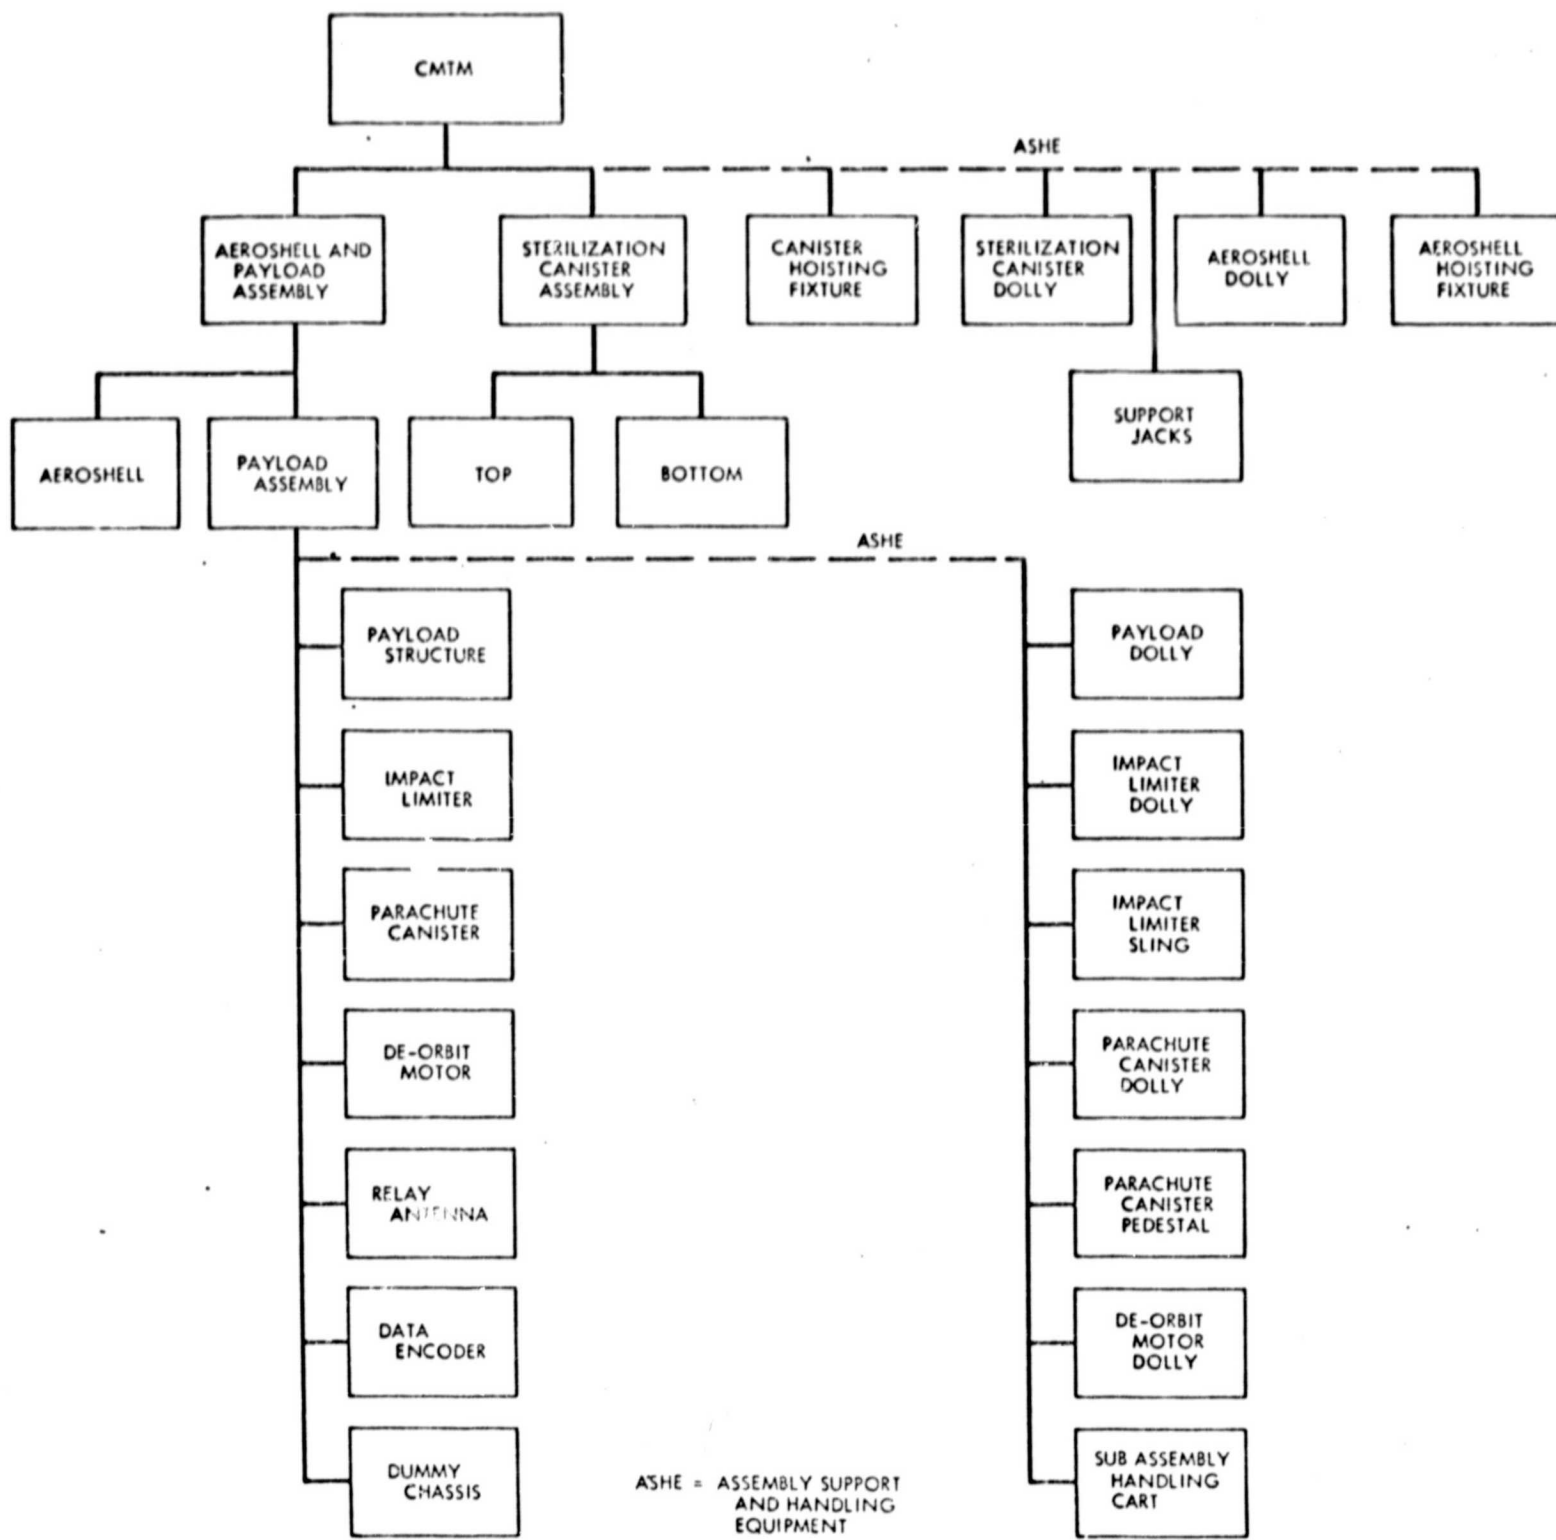 CMTM
ASHE
AEROSHELL AND
PAYLOAD
ASSEMBLY
STERILIZATION
CANISTER
ASSEMBLY
CANISTER
HOISTING
FIXTURE
STERILIZATION
CANISTER
DOLLY
AEROSHELL
DOLLY
AEROSHELL
HOISTING
FIXTURE
SUPPORT
JACKS
AEROSHELL
PAYLOAD
ASSEMBLY
TOP
BOTTOM
ASHE
PAYLOAD
STRUCTURE
IMPACT
LIMITER
PARACHUTE
CANISTER
DE-ORBIT
MOTOR
RELAY
ANTENNA
DATA
ENCODER
DUMMY
CHASSIS
PAYLOAD
DOLLY
IMPACT
LIMITER
DOLLY
IMPACT
LIMITER
SLING
PARACHUTE
CANISTER
DOLLY
PARACHUTE
CANISTER
PEDESTAL
DE-ORBIT
MOTOR
DOLLY
SUB ASSEMBLY
HANDLING
CART
ASHE = ASSEMBLY SUPPORT
AND HANDLING
EQUIPMENT